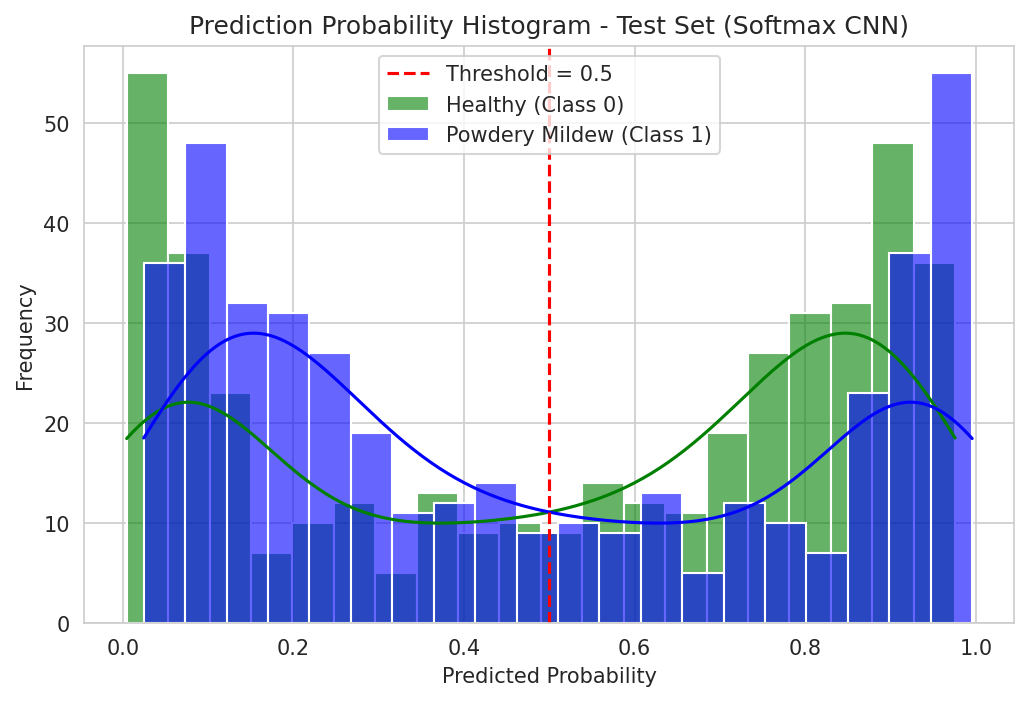 Prediction Probability Histogram - Test Set (Softmax CNN)
Threshold = 0.5
Healthy (Class 0)
Powdery Mildew (Class 1)
Frequency
50
40
30
20
10
0
0.0 0.2 0.4 0.6 0.8 1.0
Predicted Probability